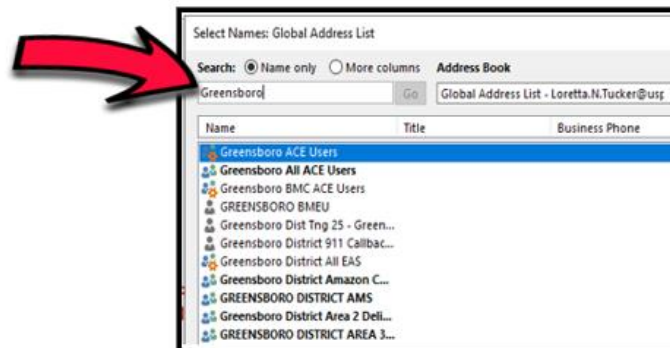 Select Names: Global Address List
Search: Name only More columns Address Book
Greensboro Go Global Address List - Loretta.N.Tucker@usp
Name Title Business Phone
Greensboro ACE Users
Greensboro All ACE Users
Greensboro BMC ACE Users
GREENSBORO BMEU
Greensboro Dist Tng 25 - Green...
Greensboro District 911 Callbac...
Greensboro District All EAS
Greensboro District Amazon C...
GREENSBORO DISTRICT AMS
Greensboro District Area 2 Deli...
GREENSBORO DISTRICT AREA 3...